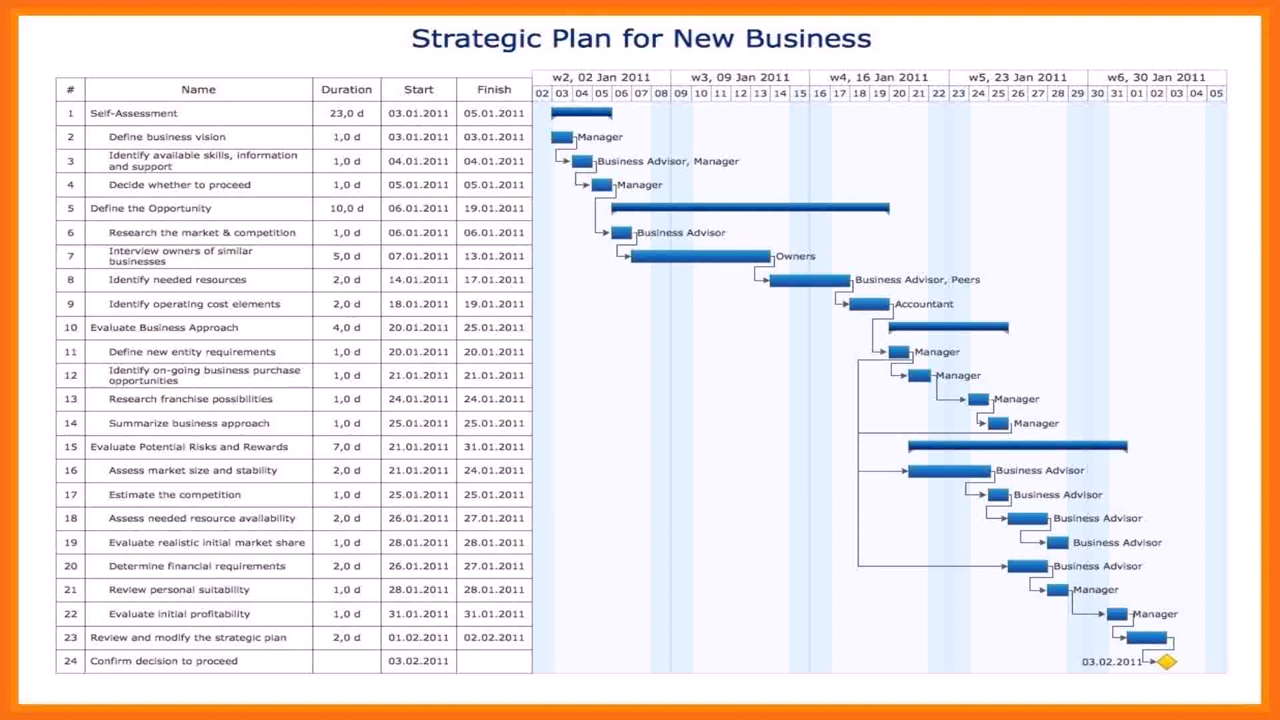 Strategic Plan for New Business
w2, 02 Jan 2011 w3, 09 Jan 2011 w4, 16 Jan 2011 w5, 23 Jan 2011 w6, 30 Jan 2011
# Name Duration Start Finish 02 03 04 05 06 07 08 09 10 11 12 13 14 15 16 17 18 19 20 21 22 23 24 25 26 27 28 29 30 31 01 02 03 04 05
1 Self-Assessment 23,0 d 03.01.2011 05.01.2011
2 Define business vision 1,0 d 03.01.2011 03.01.2011 Manager
3 Identify available skills, information
and support 1,0 d 04.01.2011 04.01.2011 Business Advisor, Manager
4 Decide whether to proceed 1,0 d 05.01.2011 05.01.2011 Manager
5 Define the Opportunity 10,0 d 06.01.2011 19.01.2011
6 Research the market & competition 1,0 d 06.01.2011 06.01.2011 Business Advisor
7 Interview owners of similar
businesses 5,0 d 07.01.2011 13.01.2011 Owners
8 Identify needed resources 2,0 d 14.01.2011 17.01.2011 Business Advisor, Peers
9 Identify operating cost elements 2,0 d 18.01.2011 19.01.2011 Accountant
10 Evaluate Business Approach 4,0 d 20.01.2011 25.01.2011
11 Define new entity requirements 1,0 d 20.01.2011 20.01.2011 Manager
12 Identify on-going business purchase
opportunities 1,0 d 21.01.2011 21.01.2011 Manager
13 Research franchise possibilities 1,0 d 24.01.2011 24.01.2011 Manager
14 Summarize business approach 1,0 d 25.01.2011 25.01.2011 Manager
15 Evaluate Potential Risks and Rewards 7,0 d 21.01.2011 31.01.2011
16 Assess market size and stability 2,0 d 21.01.2011 24.01.2011 Business Advisor
17 Estimate the competition 1,0 d 25.01.2011 25.01.2011 Business Advisor
18 Assess needed resource availability 2,0 d 26.01.2011 27.01.2011 Business Advisor
19 Evaluate realistic initial market share 1,0 d 28.01.2011 28.01.2011 Business Advisor
20 Determine financial requirements 2,0 d 26.01.2011 27.01.2011 Business Advisor
21 Review personal suitability 1,0 d 28.01.2011 28.01.2011 Manager
22 Evaluate initial profitability 1,0 d 31.01.2011 31.01.2011 Manager
23 Review and modify the strategic plan 2,0 d 01.02.2011 02.02.2011
24 Confirm decision to proceed 03.02.2011 03.02.2011